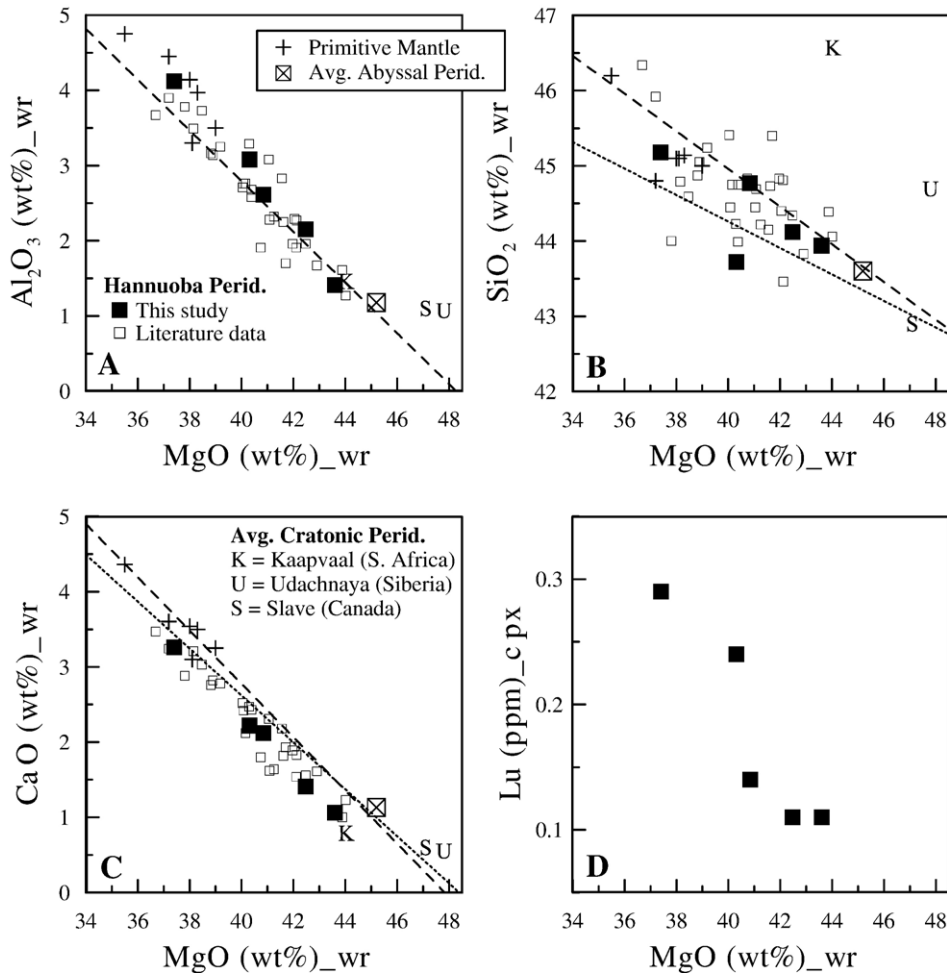 5
4
3
2
1
0
Al₂O₃ (wt%)_wr
+ Primitive Mantle
⊠ Avg. Abyssal Perid.
K
S U
Hannuoba Perid.
■ This study
□ Literature data
A
34 36 38 40 42 44 46 48
MgO (wt%)_wr
47
46
45
44
43
42
SiO₂ (wt%)_wr
K
U
S
B
34 36 38 40 42 44 46 48
MgO (wt%)_wr
5
4
3
2
1
0
CaO (wt%)_wr
Avg. Cratonic Perid.
K = Kaapvaal (S. Africa)
U = Udachnaya (Siberia)
S = Slave (Canada)
K
S U
C
34 36 38 40 42 44 46 48
MgO (wt%)_wr
0.3
0.2
0.1
Lu (ppm)_cpx
D
34 36 38 40 42 44 46 48
MgO (wt%)_wr